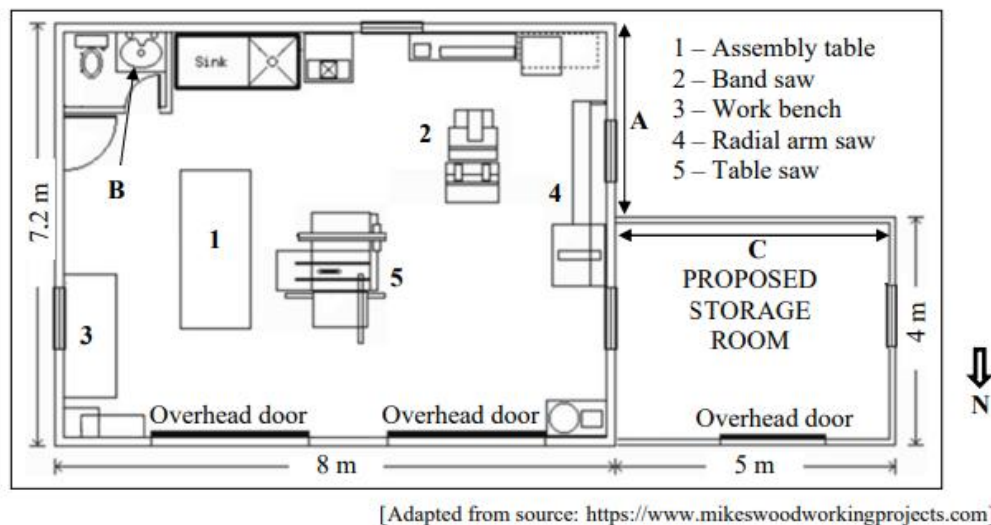 Sink
1 – Assembly table
2 – Band saw
3 – Work bench
4 – Radial arm saw
5 – Table saw
A
2
B
4
7.2 m
1
5
C
PROPOSED
STORAGE
ROOM
3
4 m
N
Overhead door
Overhead door
Overhead door
8 m
5 m
[Adapted from source: https://www.mikeswoodworkingprojects.com]